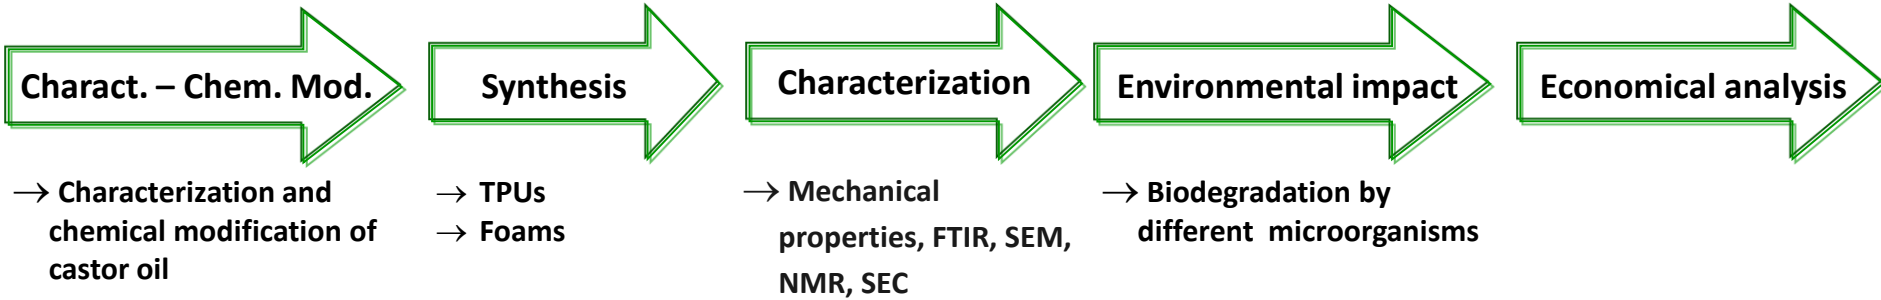 Charact. – Chem. Mod.
Synthesis
Characterization
Environmental impact
Economical analysis
→ Characterization and
chemical modification of
castor oil
→ TPUs
→ Foams
→ Mechanical
properties, FTIR, SEM,
NMR, SEC
→ Biodegradation by
different microorganisms